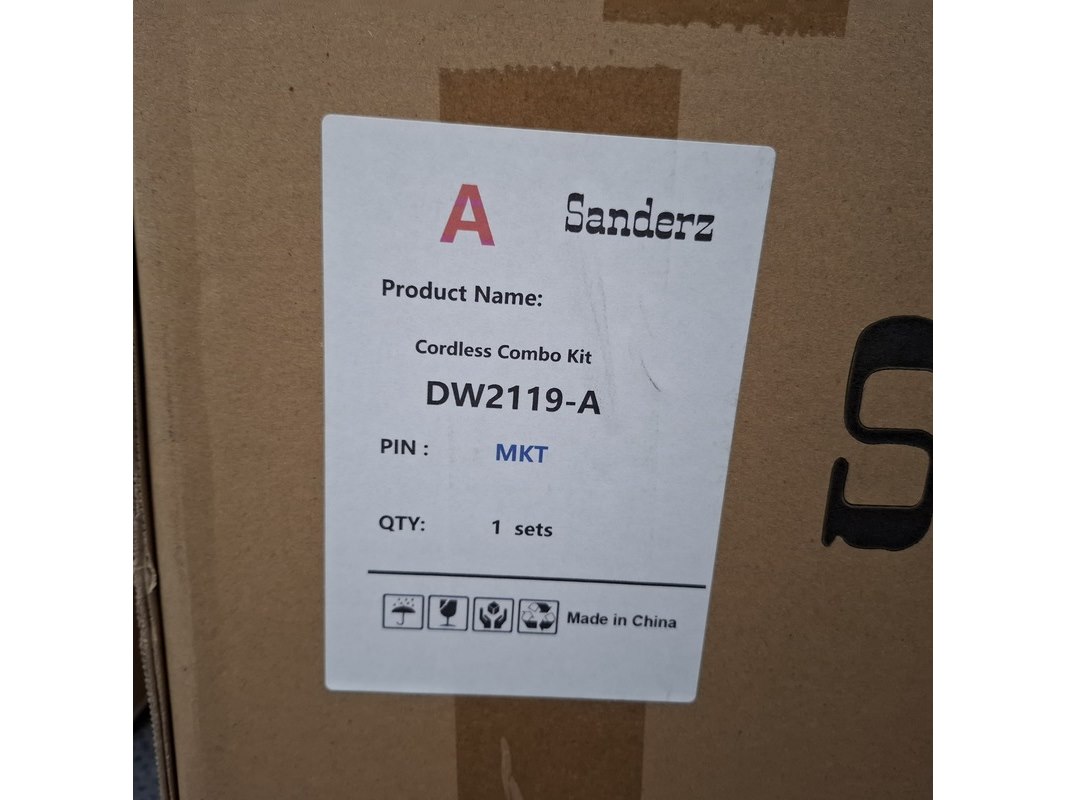 A Sanderz
Product Name:
Cordless Combo Kit
DW2119-A
PIN : MKT
QTY: 1 sets
Made in China
S